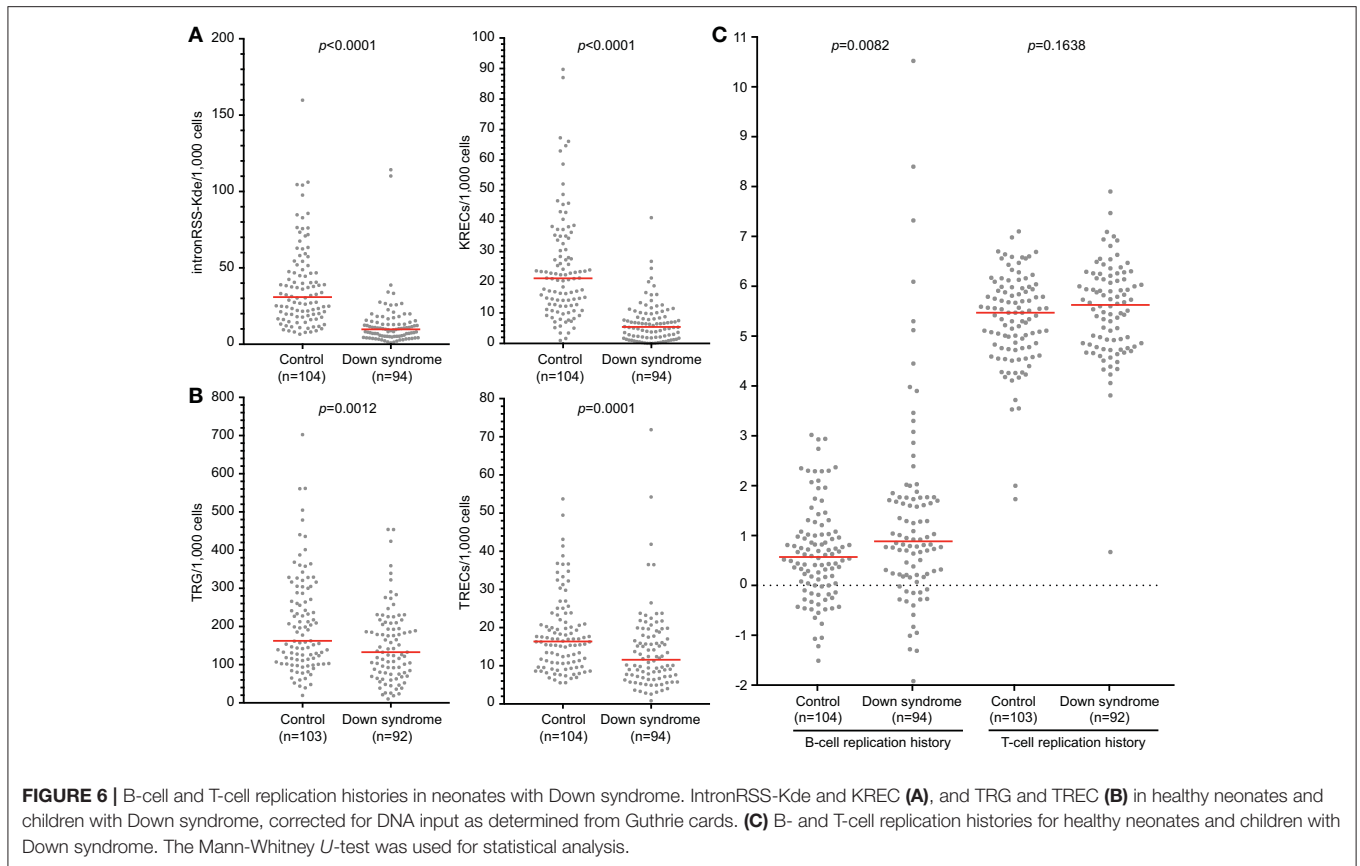 A
p<0.0001
200
150
100
50
0
intronRSS-Kde/1,000 cells
Control
(n=104)
Down syndrome
(n=94)
p<0.0001
100
90
80
70
60
50
40
30
20
10
0
KRECs/1,000 cells
Control
(n=104)
Down syndrome
(n=94)
B
p=0.0012
800
700
600
500
400
300
200
100
0
TRG/1,000 cells
Control
(n=103)
Down syndrome
(n=92)
p=0.0001
80
70
60
50
40
30
20
10
0
TRECs/1,000 cells
Control
(n=104)
Down syndrome
(n=94)
C
p=0.0082
p=0.1638
11
10
9
8
7
6
5
4
3
2
1
0
-1
-2
Control
(n=104)
Down syndrome
(n=94)
B-cell replication history
Control
(n=103)
Down syndrome
(n=92)
T-cell replication history
FIGURE 6 | B-cell and T-cell replication histories in neonates with Down syndrome. IntronRSS-Kde and KREC (A), and TRG and TREC (B) in healthy neonates and
children with Down syndrome, corrected for DNA input as determined from Guthrie cards. (C) B- and T-cell replication histories for healthy neonates and children with
Down syndrome. The Mann-Whitney U-test was used for statistical analysis.